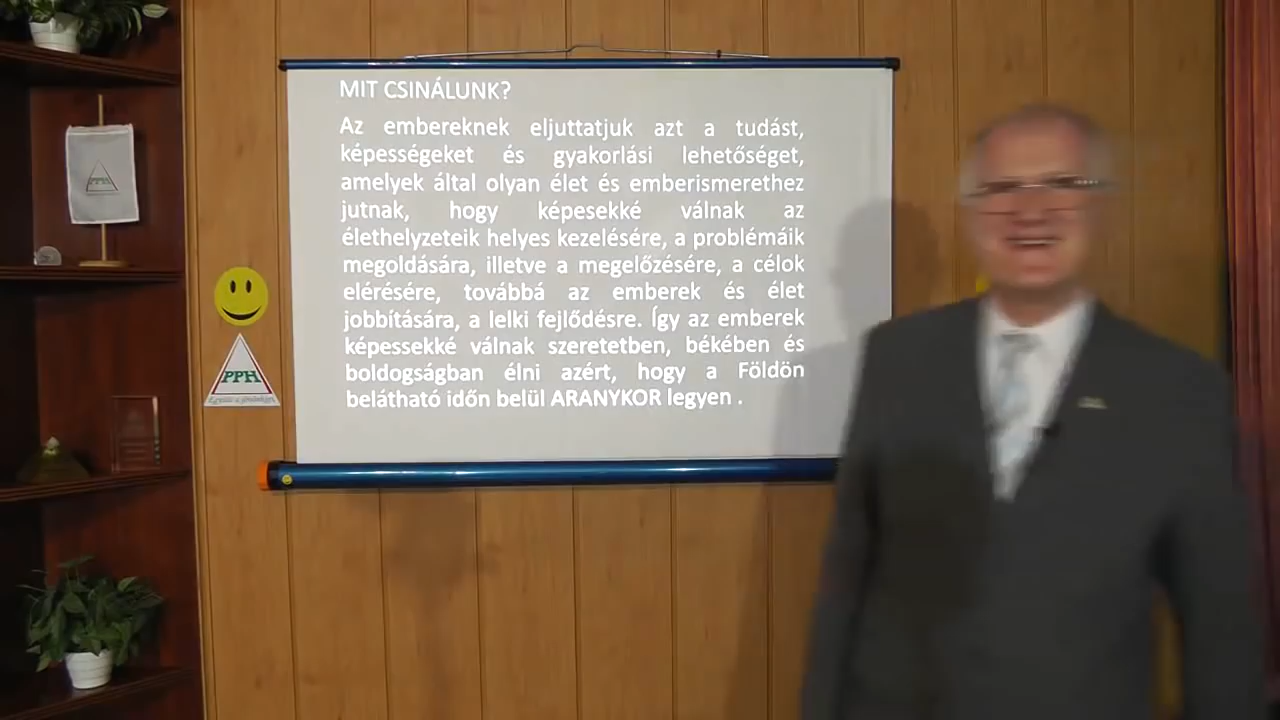 MIT CSINÁLUNK?
Az embereknek eljuttatjuk azt a tudást,
képességeket és gyakorlási lehetőséget,
amelyek által olyan élet és emberismerethez
jutnak, hogy képesekké válnak az
élethelyzeteik helyes kezelésére, a problémáik
megoldására, illetve a megelőzésére, a célok
elérésére, továbbá az emberek és élet
jobbítására, a lelki fejlődésre. Így az emberek
képessekké válnak szeretetben, békében és
boldogságban élni azért, hogy a Földön
belátható időn belül ARANYKOR legyen .
PPH
PPH